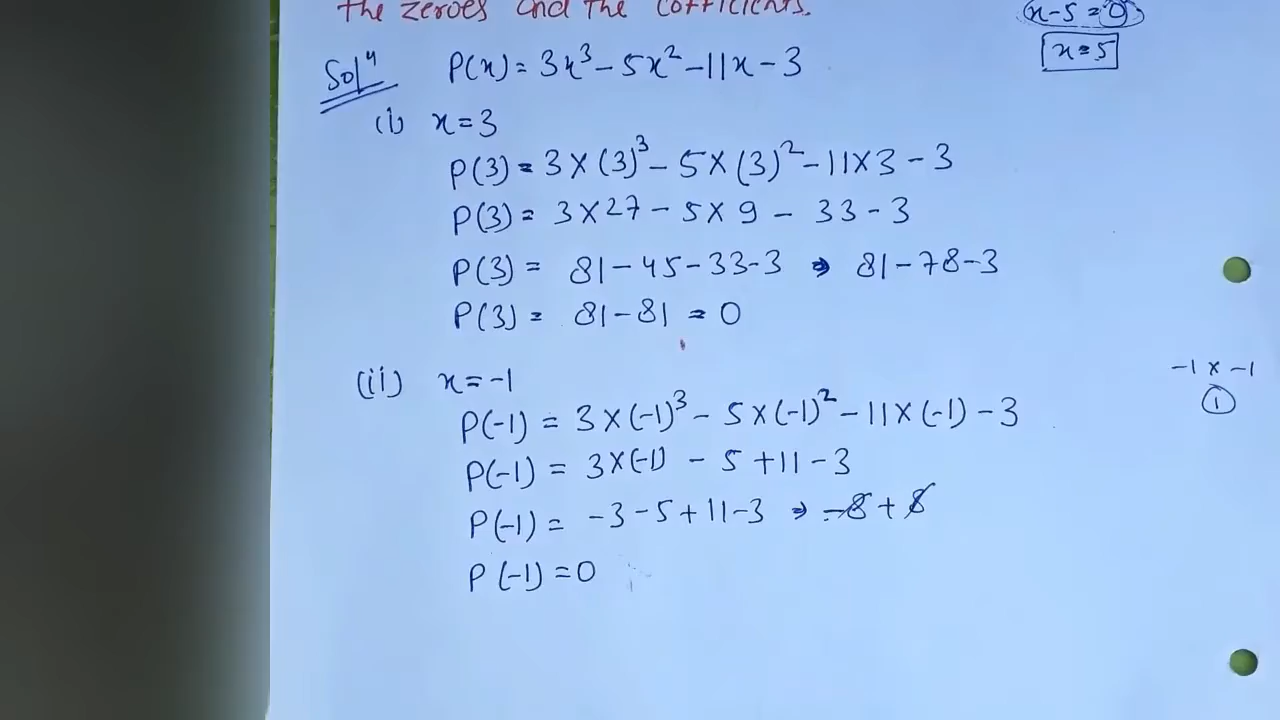 the zeroes and the cofficients.
x-5=0
x=5
Solⁿ P(x) = 3x³ - 5x² - 11x - 3
(i) x = 3
P(3) = 3 × (3)³ - 5 × (3)² - 11 × 3 - 3
P(3) = 3 × 27 - 5 × 9 - 33 - 3
P(3) = 81 - 45 - 33 - 3 ⇒ 81 - 78 - 3
P(3) = 81 - 81 = 0
(ii) x = -1
-1 × -1
1
P(-1) = 3 × (-1)³ - 5 × (-1)² - 11 × (-1) - 3
P(-1) = 3 × (-1) - 5 + 11 - 3
P(-1) = -3 - 5 + 11 - 3 ⇒ -8 + 8
P(-1) = 0